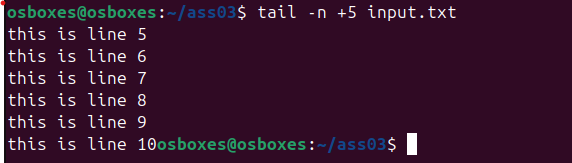 osboxes@osboxes:~/ass03$ tail -n +5 input.txt
this is line 5
this is line 6
this is line 7
this is line 8
this is line 9
this is line 10osboxes@osboxes:~/ass03$